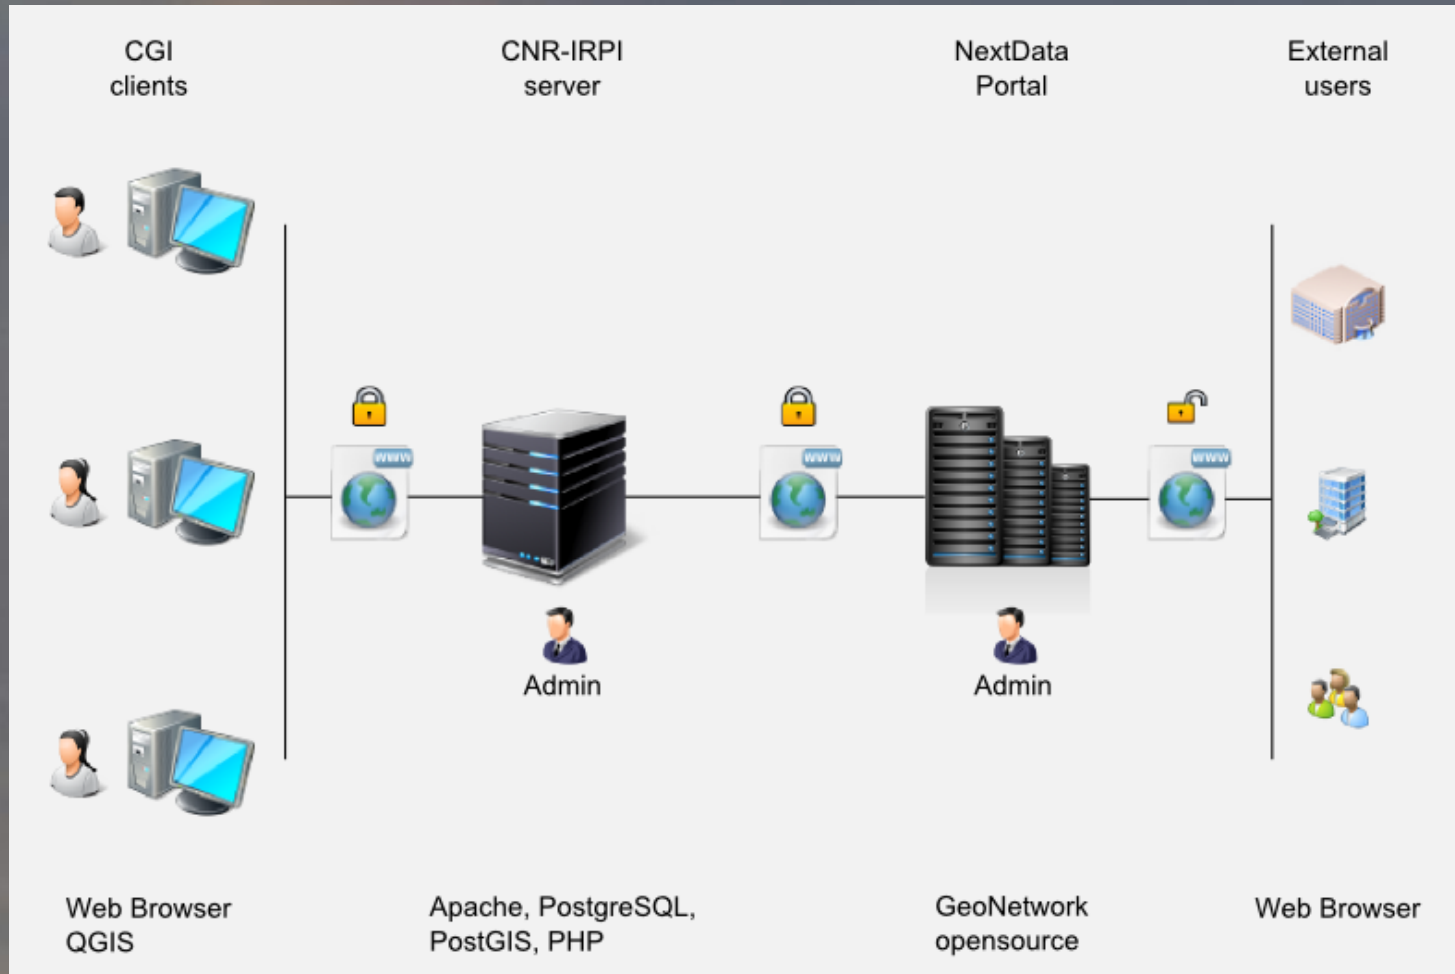 CGI
clients
CNR-IRPI
server
NextData
Portal
External
users
www
www
www
Admin
Admin
Web Browser
QGIS
Apache, PostgreSQL,
PostGIS, PHP
GeoNetwork
opensource
Web Browser